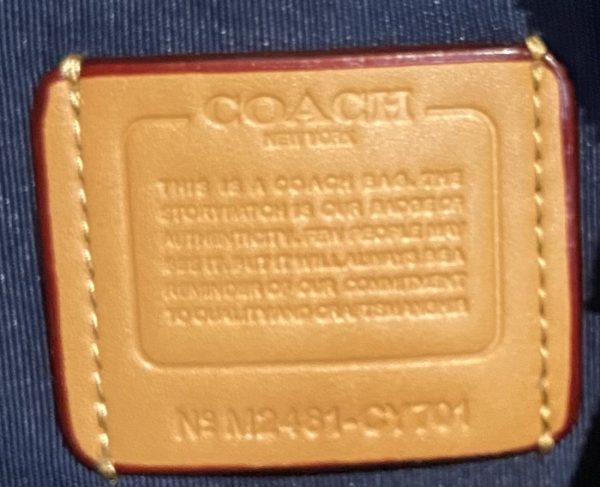 COACH
NEW YORK
THIS IS A COACH BAG. THE
STORYPATCH IS OUR BADGE OF
AUTHENTICITY. FEW PEOPLE MAY
SEE IT, BUT IT WILL ALWAYS BE A
REMINDER OF OUR COMMITMENT
TO QUALITY AND CRAFTSMANSHIP.
Nº M2481-CY701